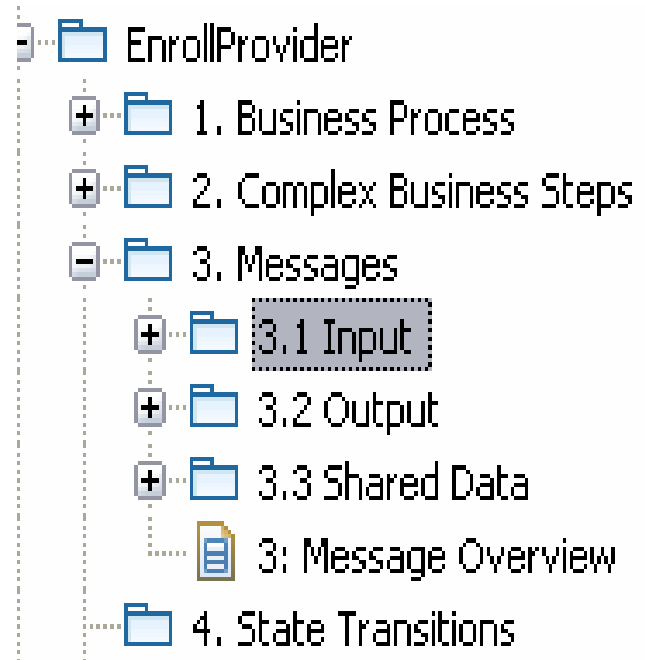 EnrollProvider
1. Business Process
2. Complex Business Steps
3. Messages
3.1 Input
3.2 Output
3.3 Shared Data
3: Message Overview
4. State Transitions